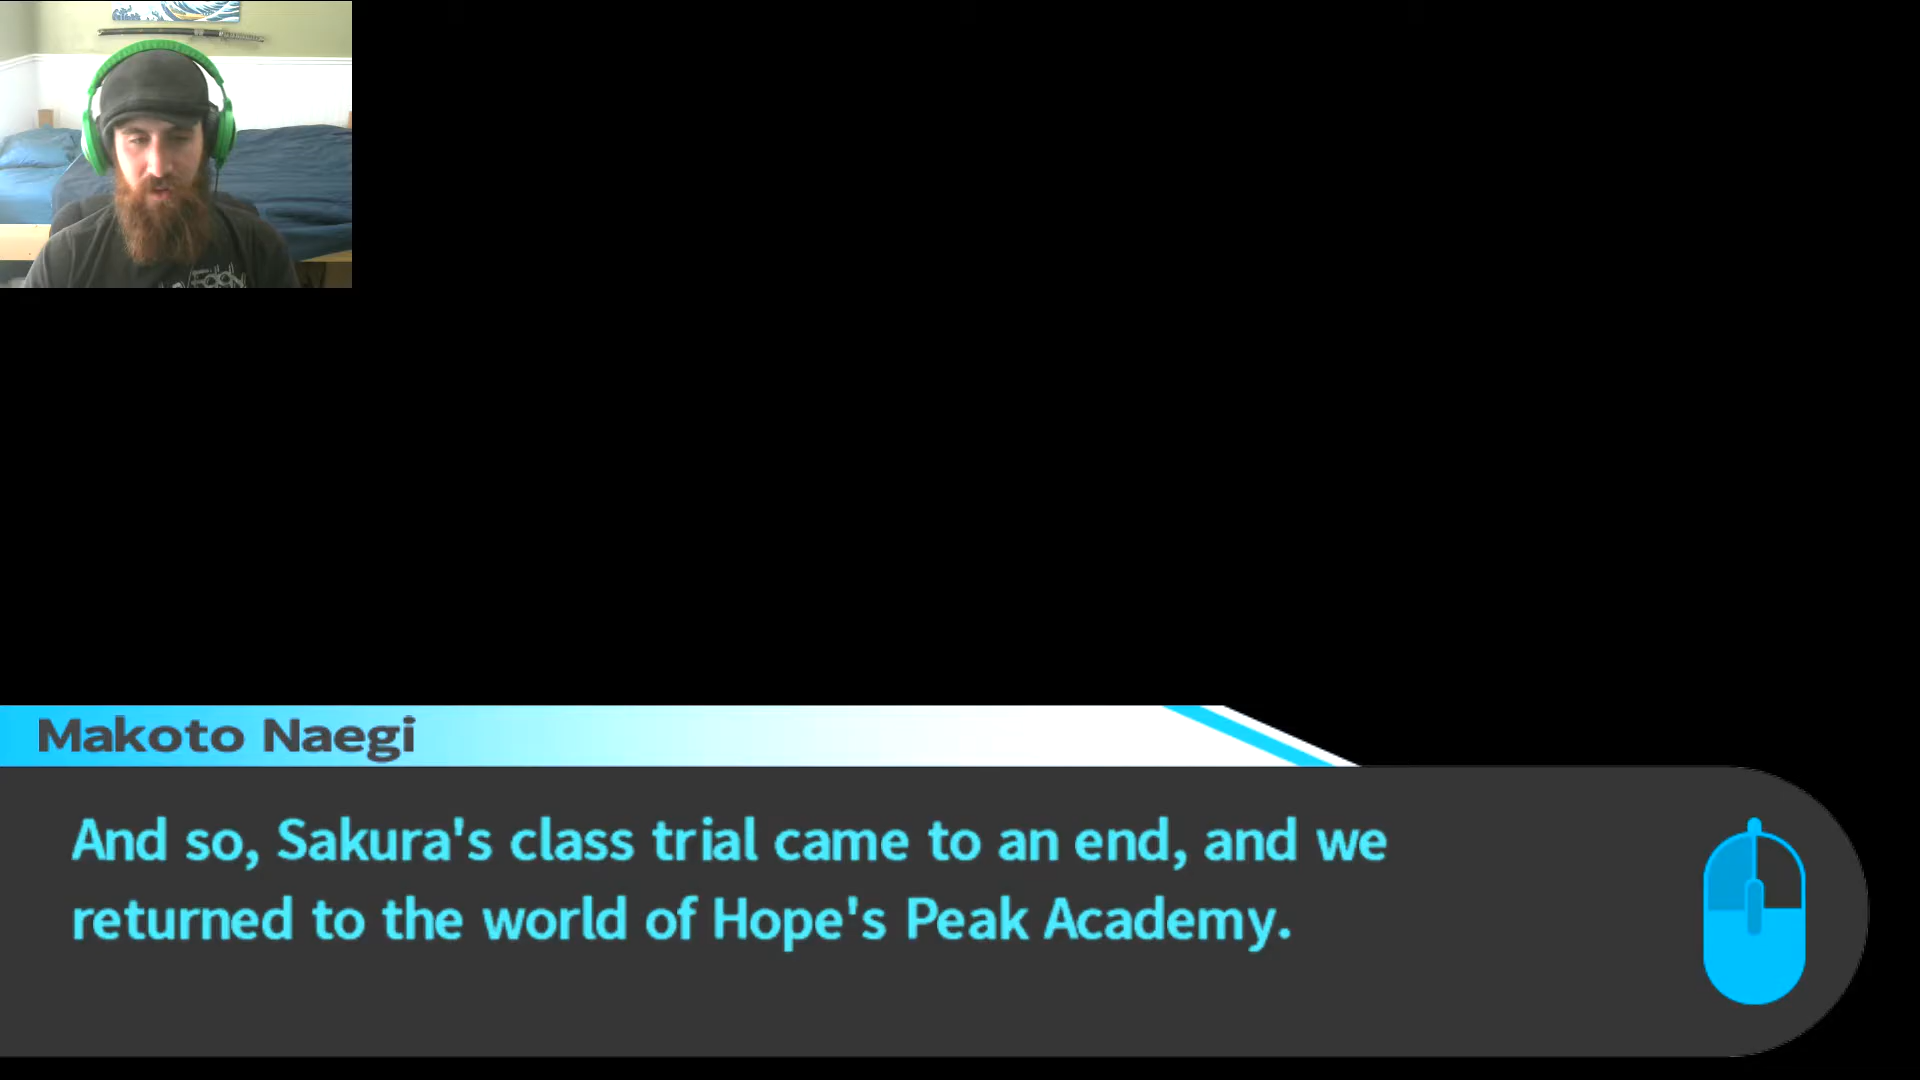 Makoto Naegi
And so, Sakura's class trial came to an end, and we
returned to the world of Hope's Peak Academy.